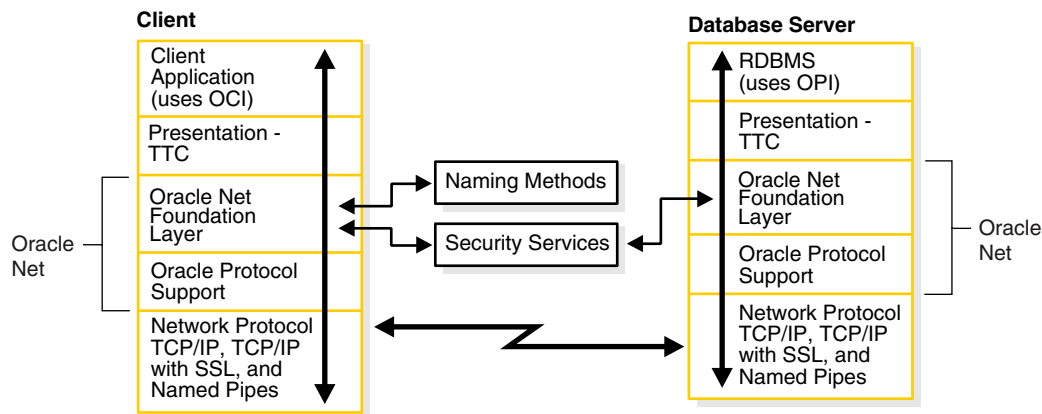 Client
Client
Application
(uses OCI)
Presentation -
TTC
Oracle Net
Foundation
Layer
Oracle Protocol
Support
Network Protocol
TCP/IP, TCP/IP
with SSL, and
Named Pipes
Oracle
Net
Naming Methods
Security Services
Database Server
RDBMS
(uses OPI)
Presentation -
TTC
Oracle Net
Foundation
Layer
Oracle Protocol
Support
Network Protocol
TCP/IP, TCP/IP
with SSL, and
Named Pipes
Oracle
Net